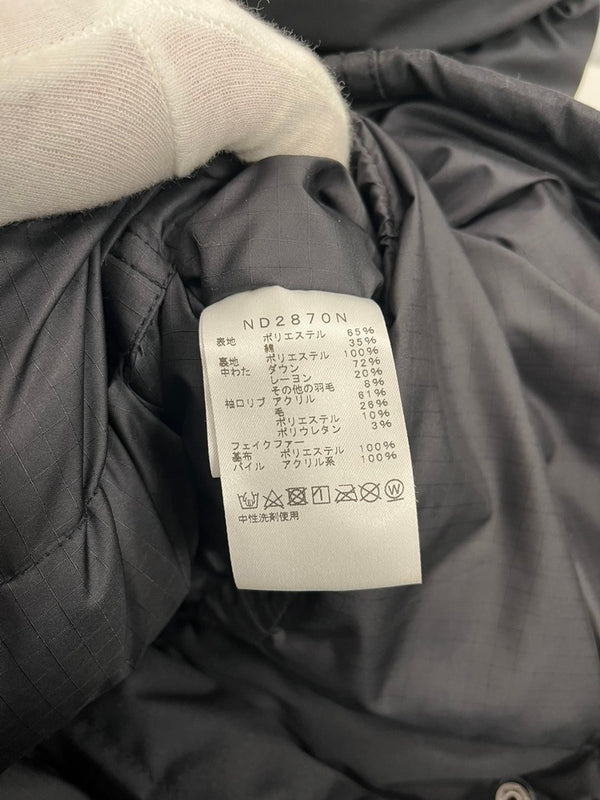 ND2870N
表地 ポリエステル 65%
綿 35%
裏地 ポリエステル 100%
中わた ダウン 72%
レーヨン 20%
その他の羽毛 8%
袖口リブ アクリル 61%
毛 26%
ポリエステル 10%
ポリウレタン 3%
フェイクファー
基布 ポリエステル 100%
パイル アクリル系 100%
W
中性洗剤使用